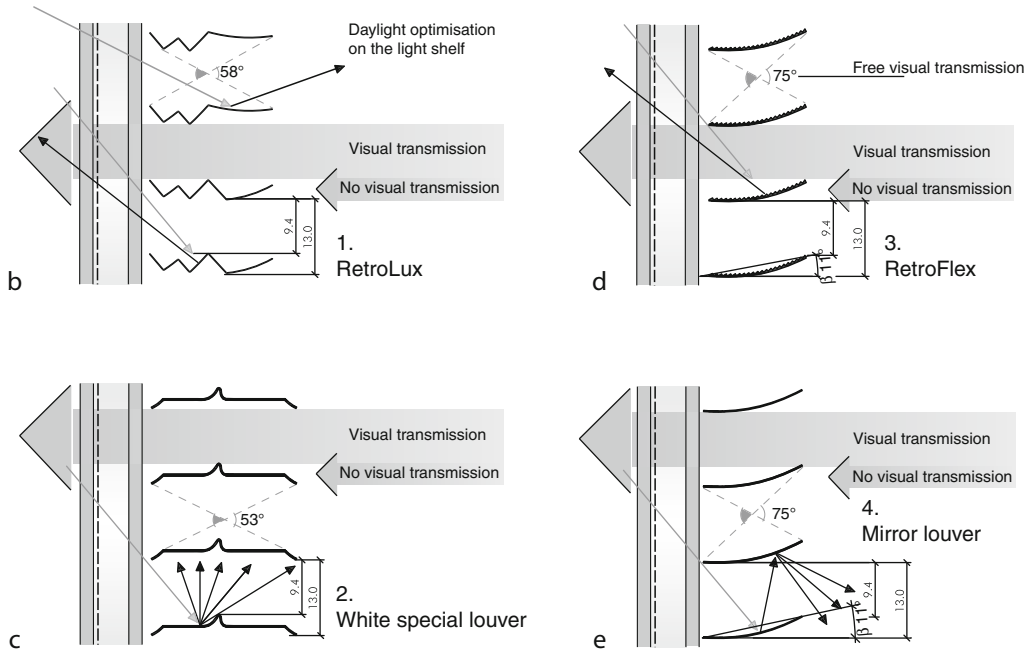 Daylight optimisation
on the light shelf
58°
Visual transmission
No visual transmission
9.4
13.0
1.
RetroLux
b
75°
Free visual transmission
Visual transmission
No visual transmission
9.4
13.0
β 11°
3.
RetroFlex
d
Visual transmission
No visual transmission
53°
9.4
13.0
2.
White special louver
c
Visual transmission
No visual transmission
75°
4.
Mirror louver
9.4
13.0
β 11°
e